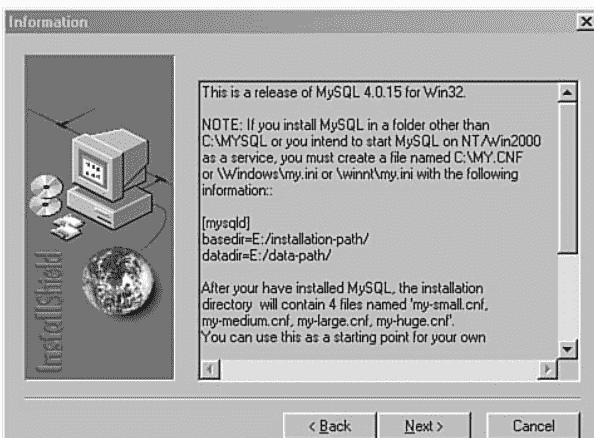 Information
InstallShield
This is a release of MySQL 4.0.15 for Win32.
NOTE: If you install MySQL in a folder other than
C:\MYSQL or you intend to start MySQL on NT/Win2000
as a service, you must create a file named C:\MY.CNF
or \Windows\my.ini or \winnt\my.ini with the following
information::
[mysqld]
basedir=E:/installation-path/
datadir=E:/data-path/
After your have installed MySQL, the installation
directory will contain 4 files named 'my-small.cnf,
my-medium.cnf, my-large.cnf, my-huge.cnf'.
You can use this as a starting point for your own
< Back
Next >
Cancel